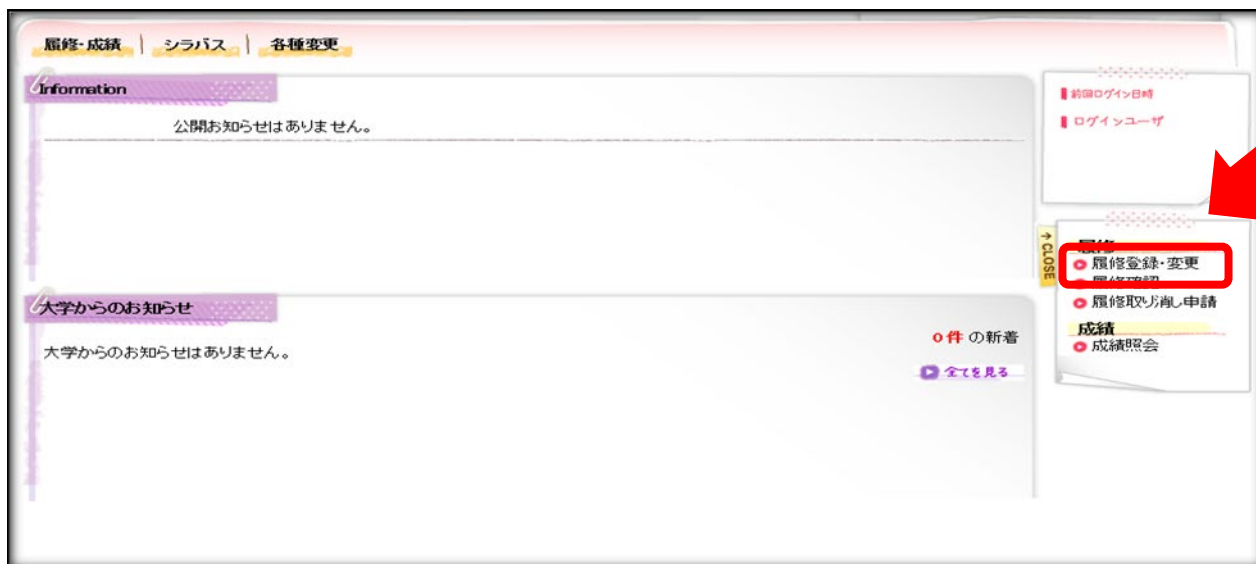 履修・成績 | シラバス | 各種変更
Information
公開お知らせはありません。
大学からのお知らせ
大学からのお知らせはありません。
0件 の新着
全てを見る
前回ログイン日時
ログインユーザ
↑ CLOSE
履修
履修登録・変更
履修確認
履修取り消し申請
成績
成績照会